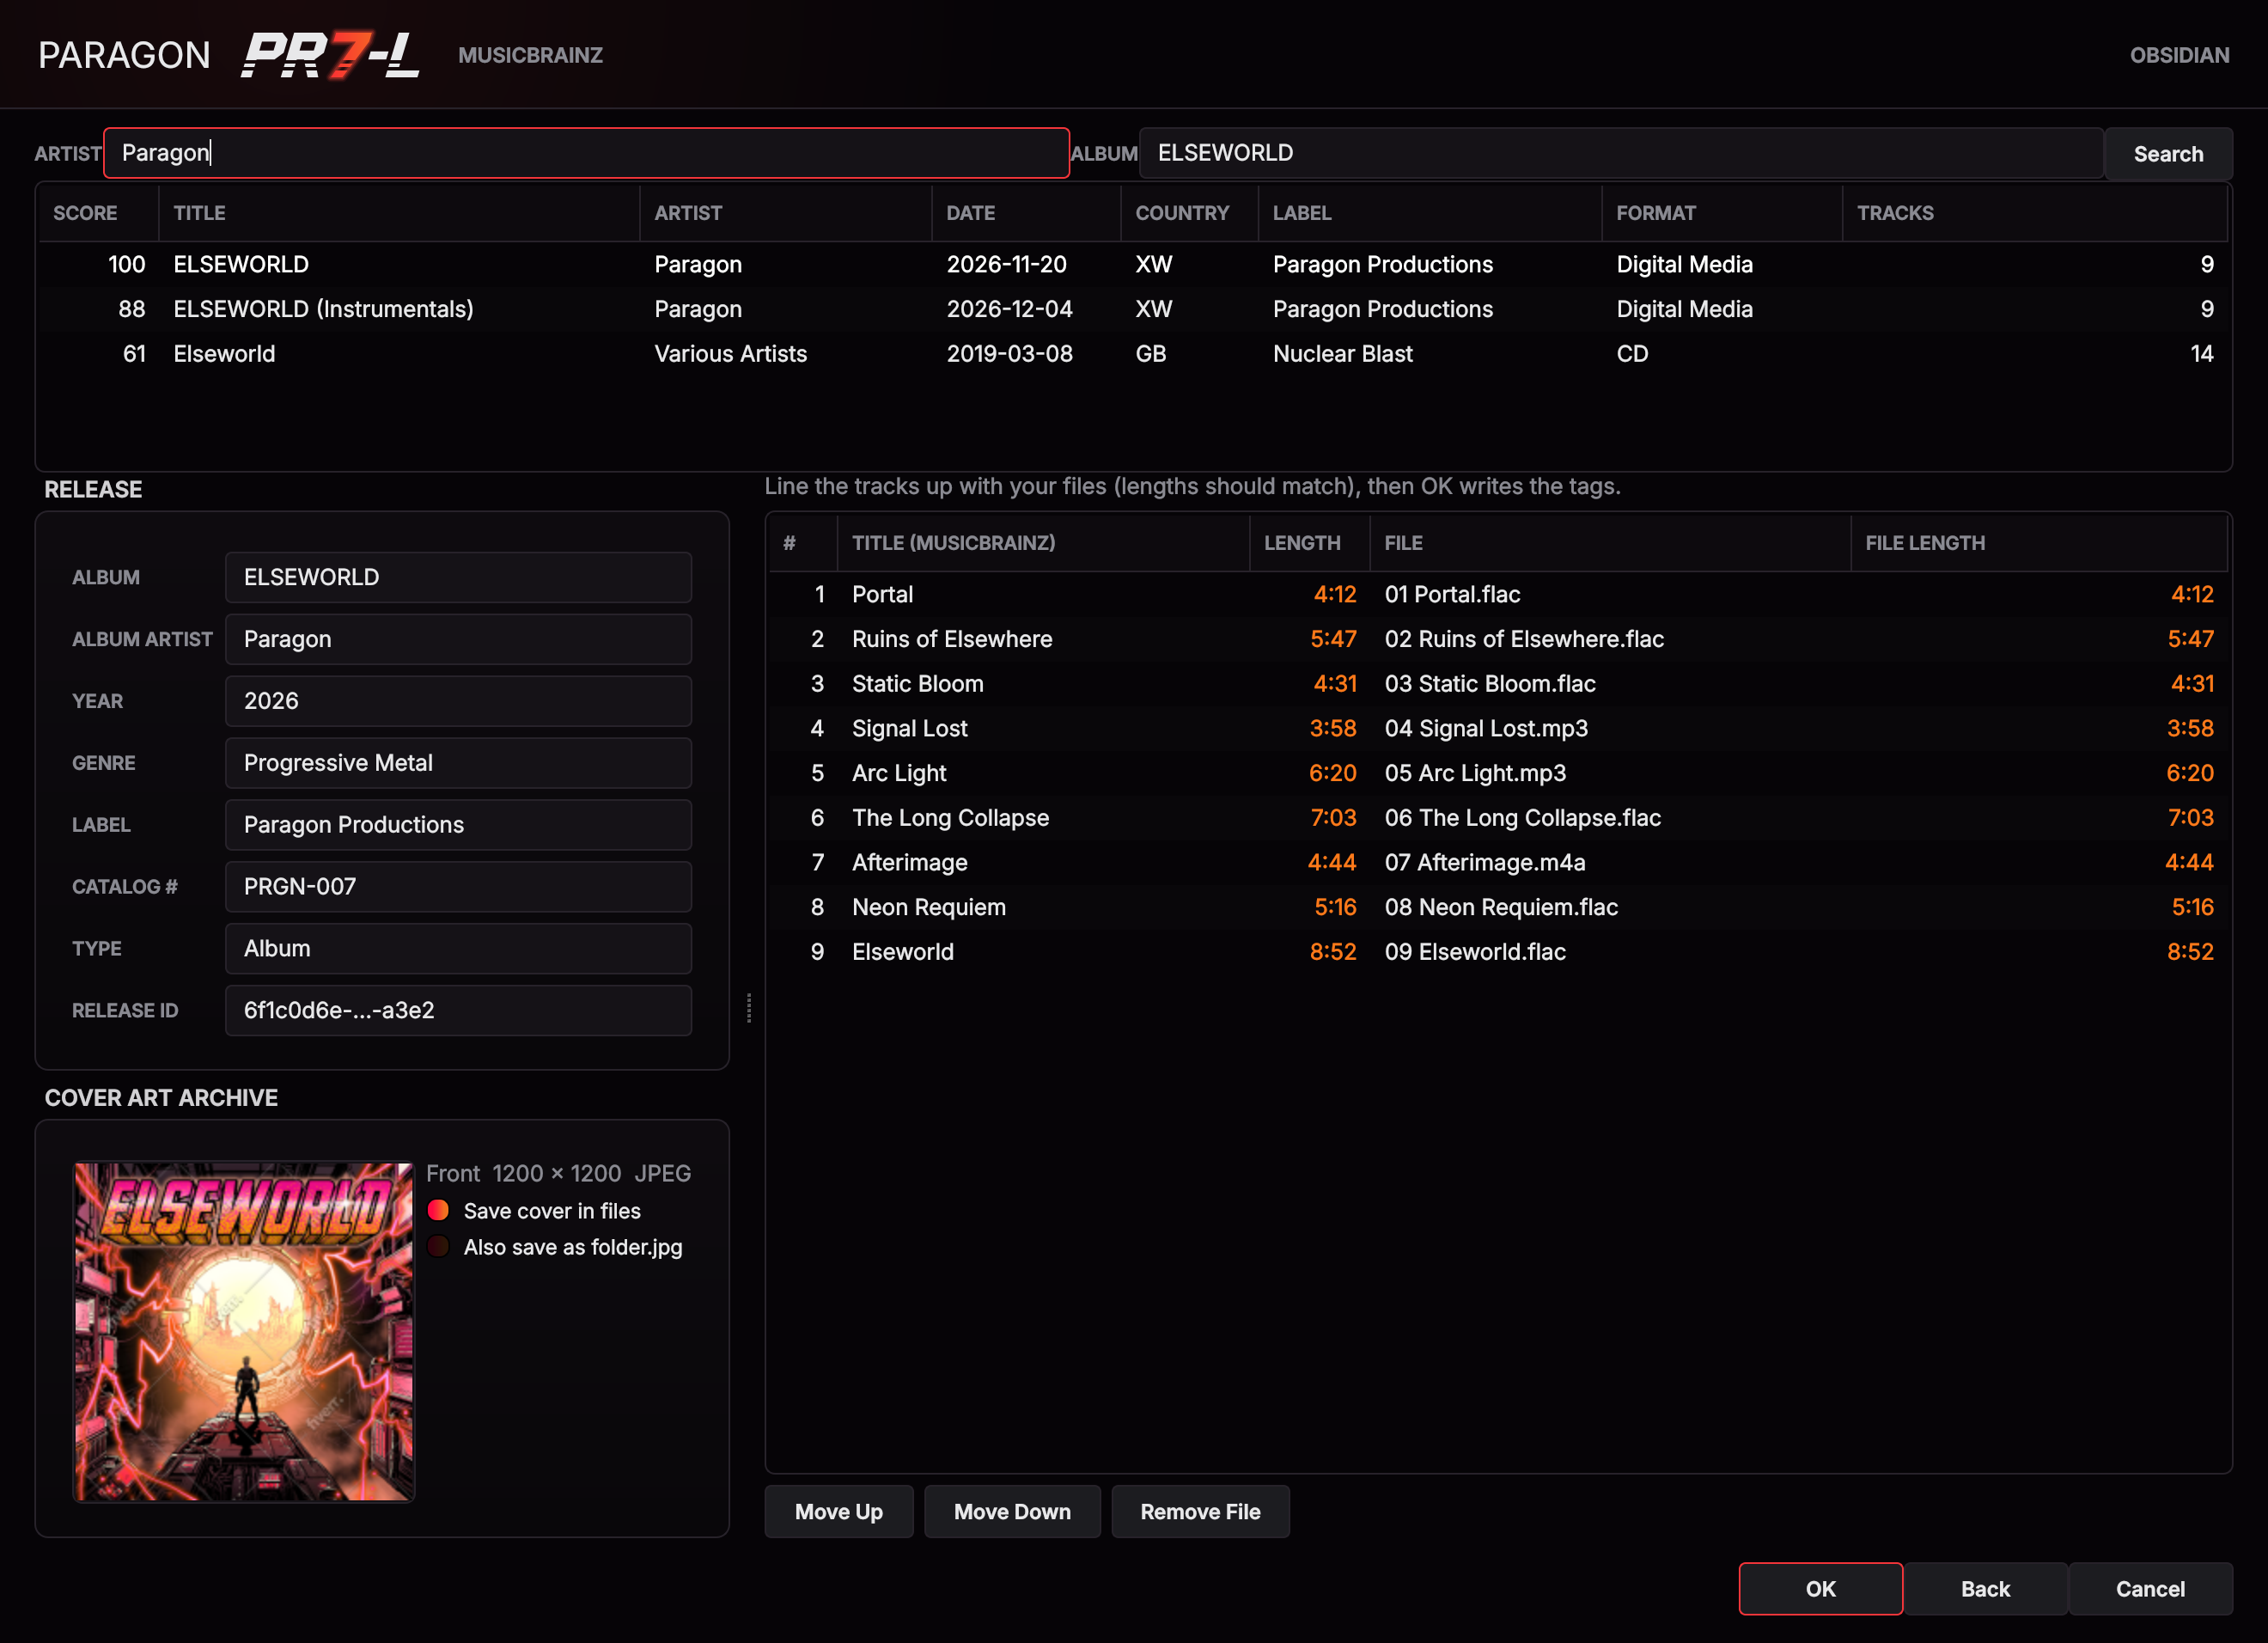 PARAGON PR7-L MUSICBRAINZ OBSIDIAN
ARTIST Paragon ALBUM ELSEWORLD Search
SCORE TITLE ARTIST DATE COUNTRY LABEL FORMAT TRACKS
100 ELSEWORLD Paragon 2026-11-20 XW Paragon Productions Digital Media 9
88 ELSEWORLD (Instrumentals) Paragon 2026-12-04 XW Paragon Productions Digital Media 9
61 Elseworld Various Artists 2019-03-08 GB Nuclear Blast CD 14
RELEASE
ALBUM ELSEWORLD
ALBUM ARTIST Paragon
YEAR 2026
GENRE Progressive Metal
LABEL Paragon Productions
CATALOG # PRGN-007
TYPE Album
RELEASE ID 6f1c0d6e-...-a3e2
COVER ART ARCHIVE
ELSEWORLD
fiverr.
Front 1200 × 1200 JPEG
Save cover in files
Also save as folder.jpg
Line the tracks up with your files (lengths should match), then OK writes the tags.
# TITLE (MUSICBRAINZ) LENGTH FILE FILE LENGTH
1 Portal 4:12 01 Portal.flac 4:12
2 Ruins of Elsewhere 5:47 02 Ruins of Elsewhere.flac 5:47
3 Static Bloom 4:31 03 Static Bloom.flac 4:31
4 Signal Lost 3:58 04 Signal Lost.mp3 3:58
5 Arc Light 6:20 05 Arc Light.mp3 6:20
6 The Long Collapse 7:03 06 The Long Collapse.flac 7:03
7 Afterimage 4:44 07 Afterimage.m4a 4:44
8 Neon Requiem 5:16 08 Neon Requiem.flac 5:16
9 Elseworld 8:52 09 Elseworld.flac 8:52
Move Up Move Down Remove File
OK Back Cancel